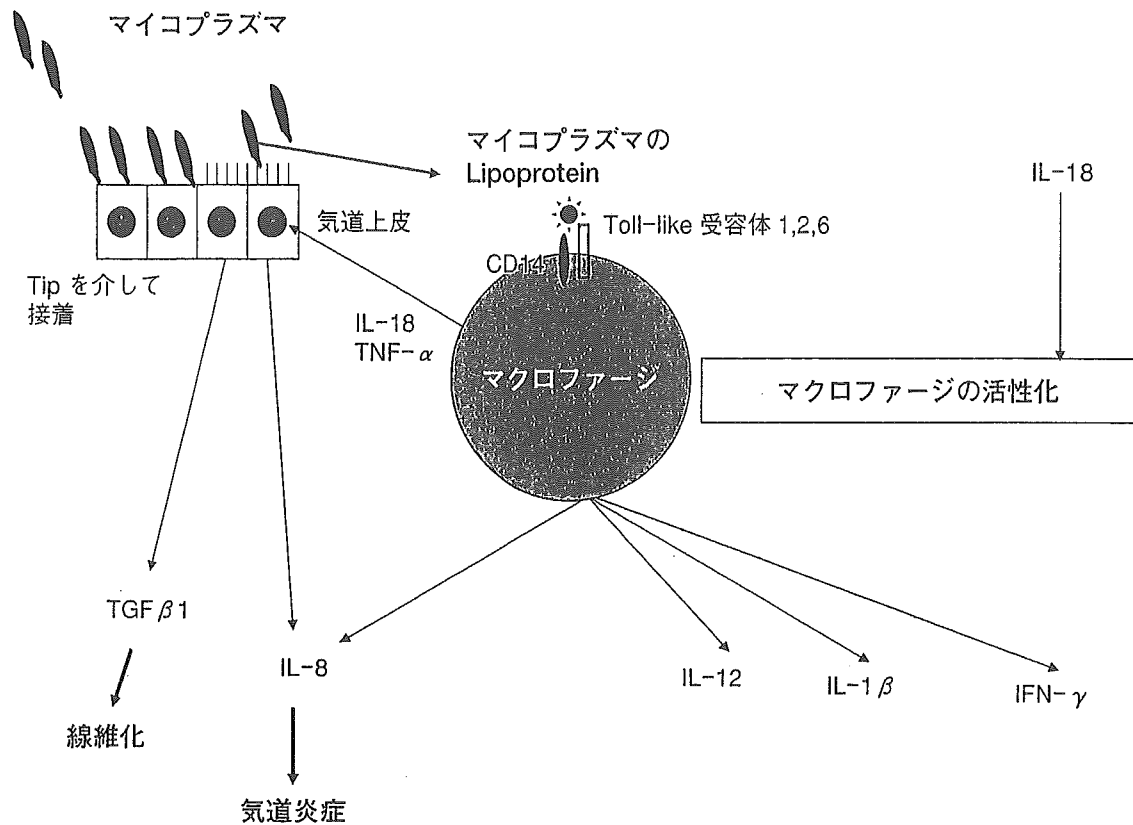 マイコプラズマ
マイコプラズマの
Lipoprotein
IL-18
Toll-like 受容体 1,2,6
気道上皮
CD14
Tip を介して
接着
IL-18
TNF-α
マクロファージ
マクロファージの活性化
TGFβ1
IL-8
IL-12
IL-1β
IFN-γ
線維化
気道炎症